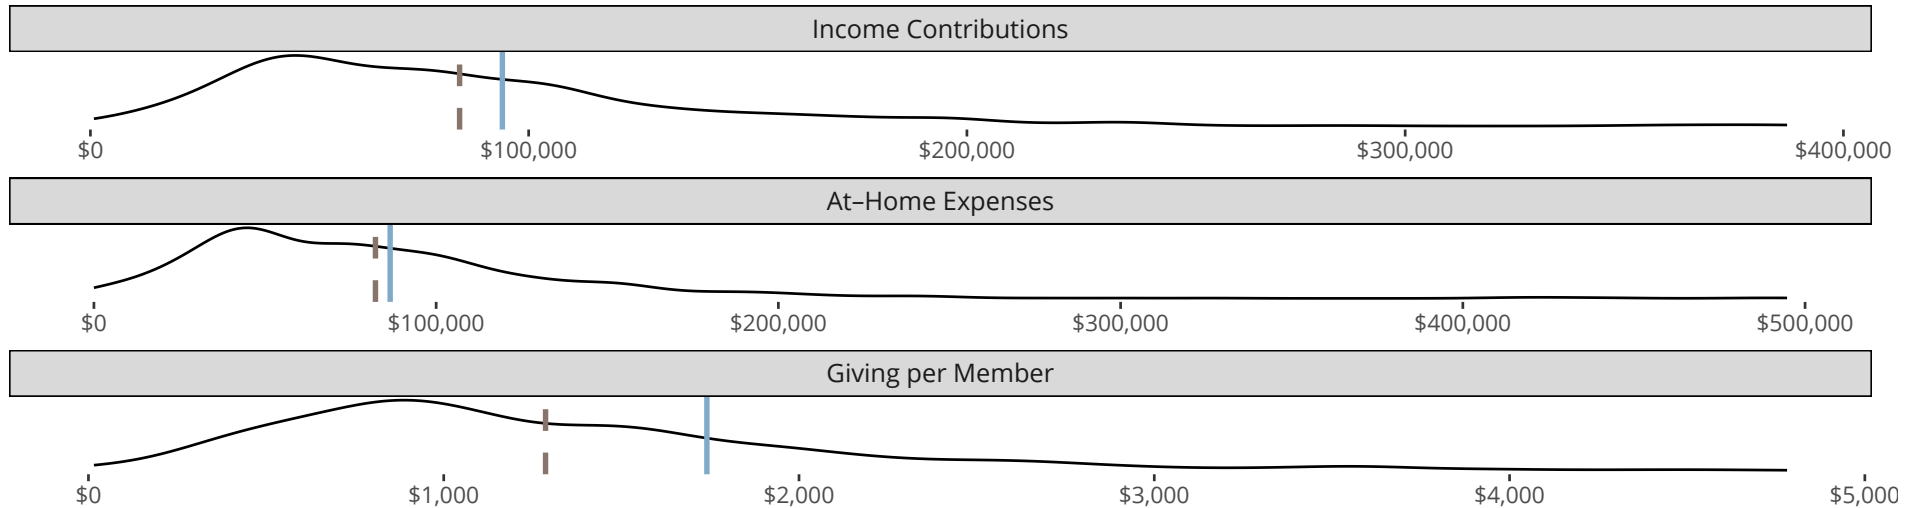 Income Contributions
$0 $100,000 $200,000 $300,000 $400,000
At–Home Expenses
$0 $100,000 $200,000 $300,000 $400,000 $500,000
Giving per Member
$0 $1,000 $2,000 $3,000 $4,000 $5,000